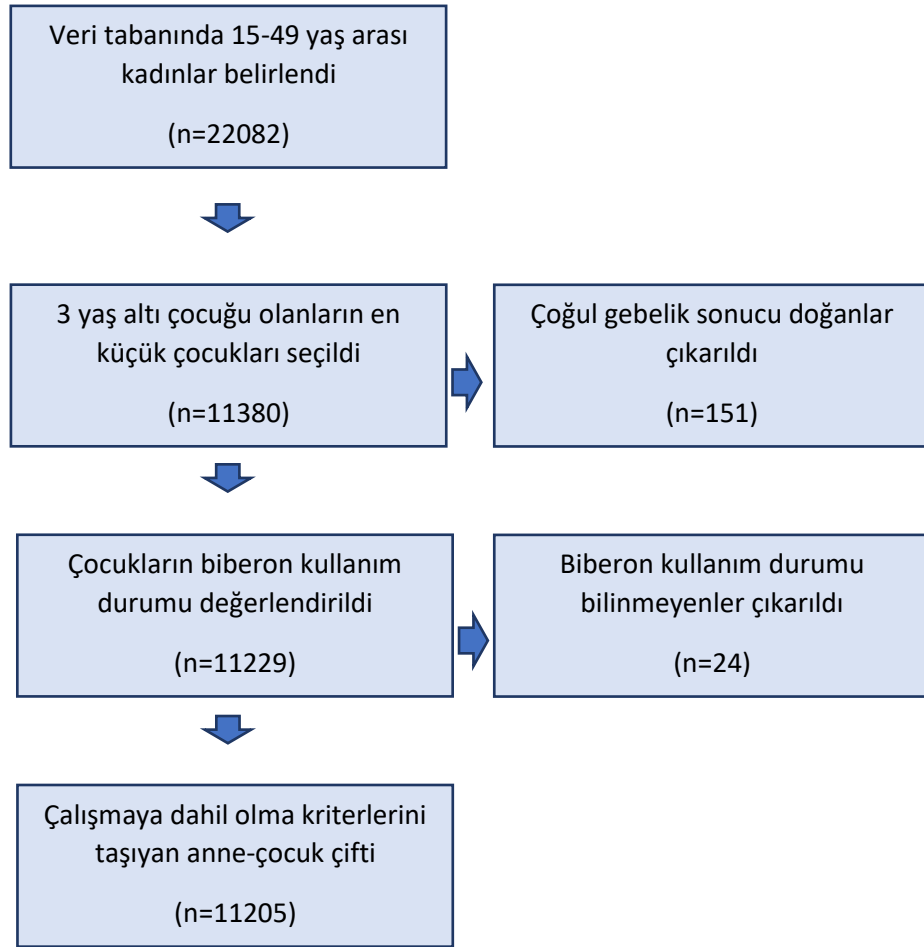 Veri tabanında 15-49 yaş arası
kadınlar belirlendi
(n=22082)
3 yaş altı çocuğu olanların en
küçük çocukları seçildi
(n=11380)
Çoğul gebelik sonucu doğanlar
çıkarıldı
(n=151)
Çocukların biberon kullanım
durumu değerlendirildi
(n=11229)
Biberon kullanım durumu
bilinmeyenler çıkarıldı
(n=24)
Çalışmaya dahil olma kriterlerini
taşıyan anne-çocuk çifti
(n=11205)